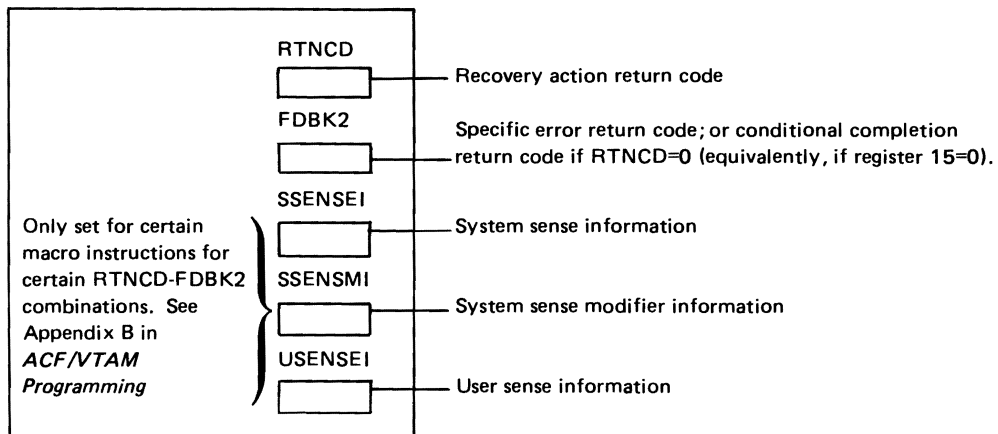 RTNCD
Recovery action return code
FDBK2
Specific error return code; or conditional completion
return code if RTNCD=0 (equivalently, if register 15=0).
SSENSEI
System sense information
SSENSMI
System sense modifier information
USENSEI
User sense information
Only set for certain
macro instructions for
certain RTNCD-FDBK2
combinations. See
Appendix B in
ACF/VTAM
Programming